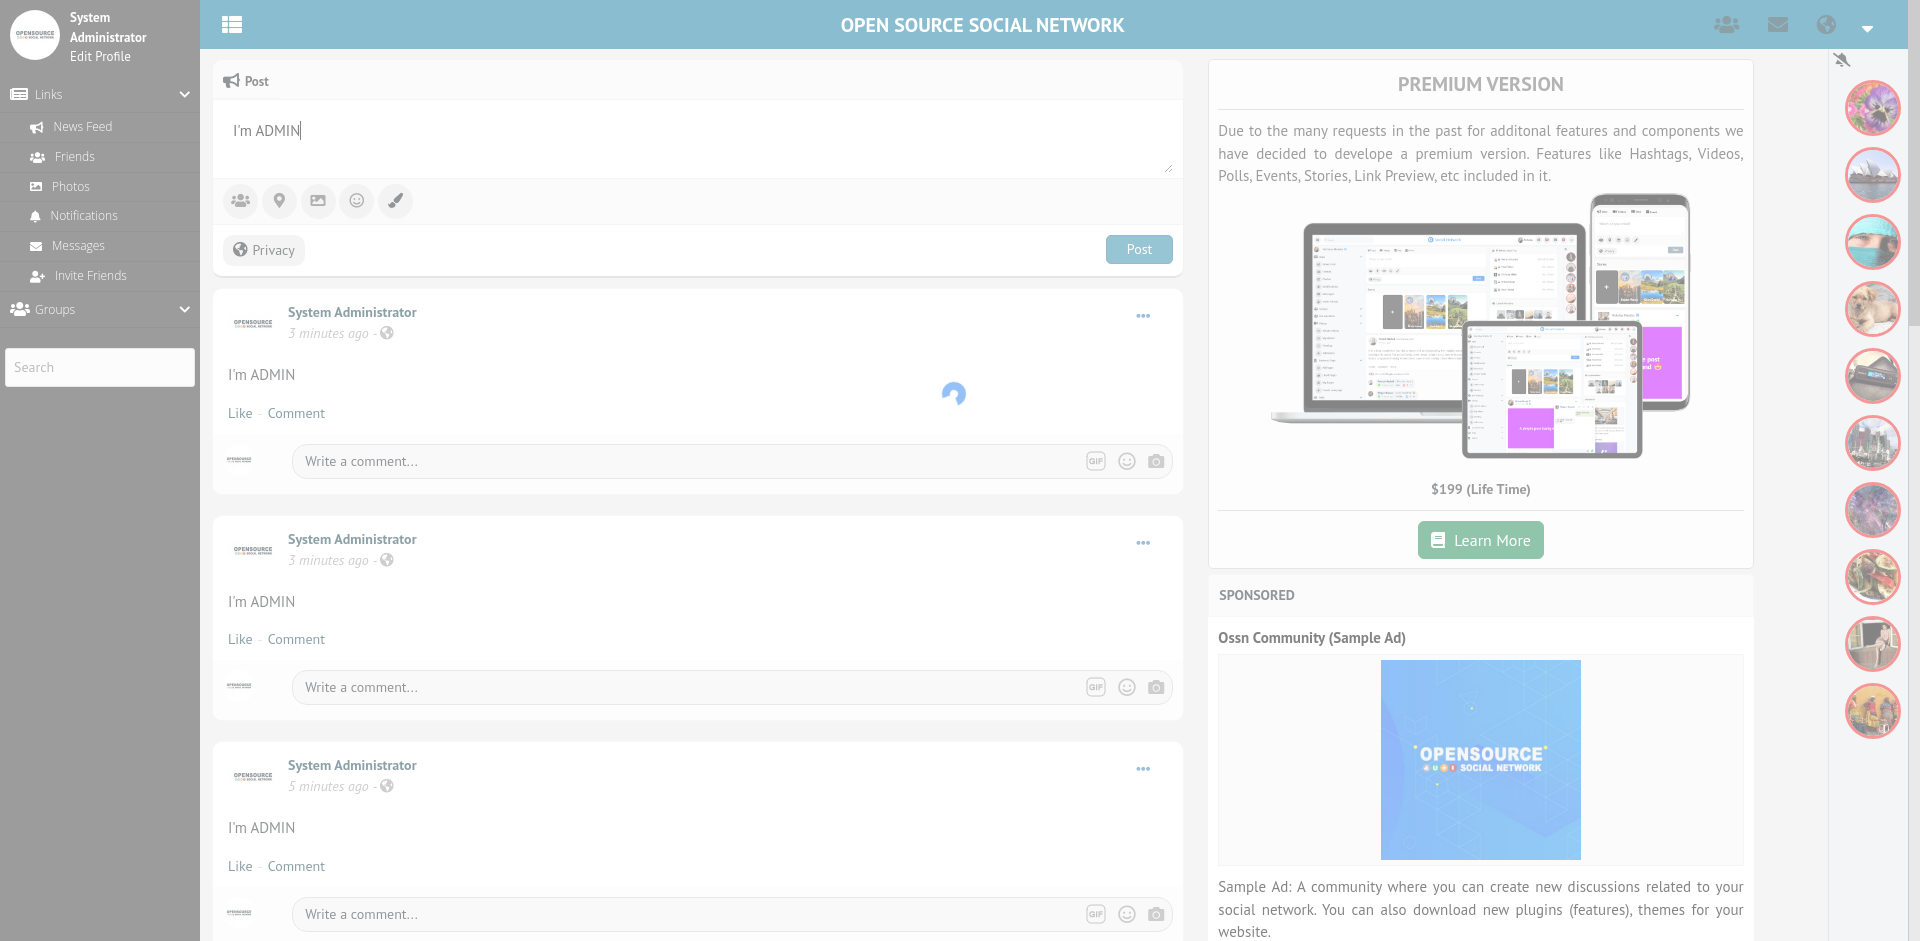 System
Administrator
Edit Profile
Links
News Feed
Friends
Photos
Notifications
Messages
Invite Friends
Groups
Search
OPEN SOURCE SOCIAL NETWORK
Post
I'm ADMIN
Privacy
Post
System Administrator
3 minutes ago -
I'm ADMIN
Like - Comment
Write a comment...
GIF
System Administrator
3 minutes ago -
I'm ADMIN
Like - Comment
Write a comment...
GIF
System Administrator
5 minutes ago -
I'm ADMIN
Like - Comment
Write a comment...
GIF
PREMIUM VERSION
Due to the many requests in the past for additonal features and components we
have decided to develope a premium version. Features like Hashtags, Videos,
Polls, Events, Stories, Link Preview, etc included in it.
$199 (Life Time)
Learn More
SPONSORED
Ossn Community (Sample Ad)
OPENSOURCE
SOCIAL NETWORK
Sample Ad: A community where you can create new discussions related to your
social network. You can also download new plugins (features), themes for your
website.